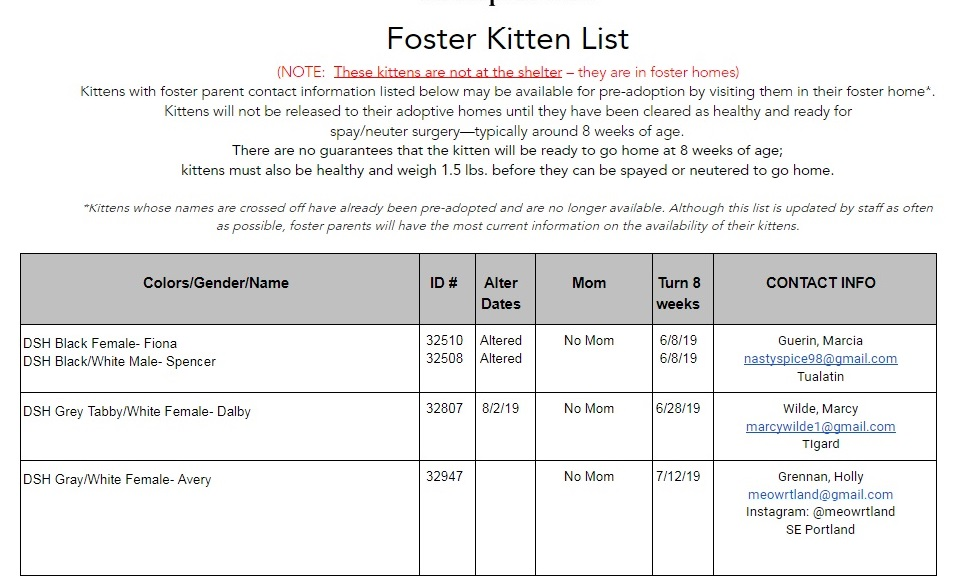 Foster Kitten List
(NOTE: These kittens are not at the shelter – they are in foster homes)
Kittens with foster parent contact information listed below may be available for pre-adoption by visiting them in their foster home*.
Kittens will not be released to their adoptive homes until they have been cleared as healthy and ready for
spay/neuter surgery—typically around 8 weeks of age.
There are no guarantees that the kitten will be ready to go home at 8 weeks of age;
kittens must also be healthy and weigh 1.5 lbs. before they can be spayed or neutered to go home.
*Kittens whose names are crossed off have already been pre-adopted and are no longer available. Although this list is updated by staff as often
as possible, foster parents will have the most current information on the availability of their kittens.
Colors/Gender/Name ID # Alter Dates Mom Turn 8 weeks CONTACT INFO
DSH Black Female- Fiona 32510 Altered No Mom 6/8/19 Guerin, Marcia
DSH Black/White Male- Spencer 32508 Altered 6/8/19 nastyspice98@gmail.com
Tualatin
DSH Grey Tabby/White Female- Dalby 32807 8/2/19 No Mom 6/28/19 Wilde, Marcy
marcywilde1@gmail.com
TIgard
DSH Gray/White Female- Avery 32947 No Mom 7/12/19 Grennan, Holly
meowrtland@gmail.com
Instagram: @meowrtland
SE Portland